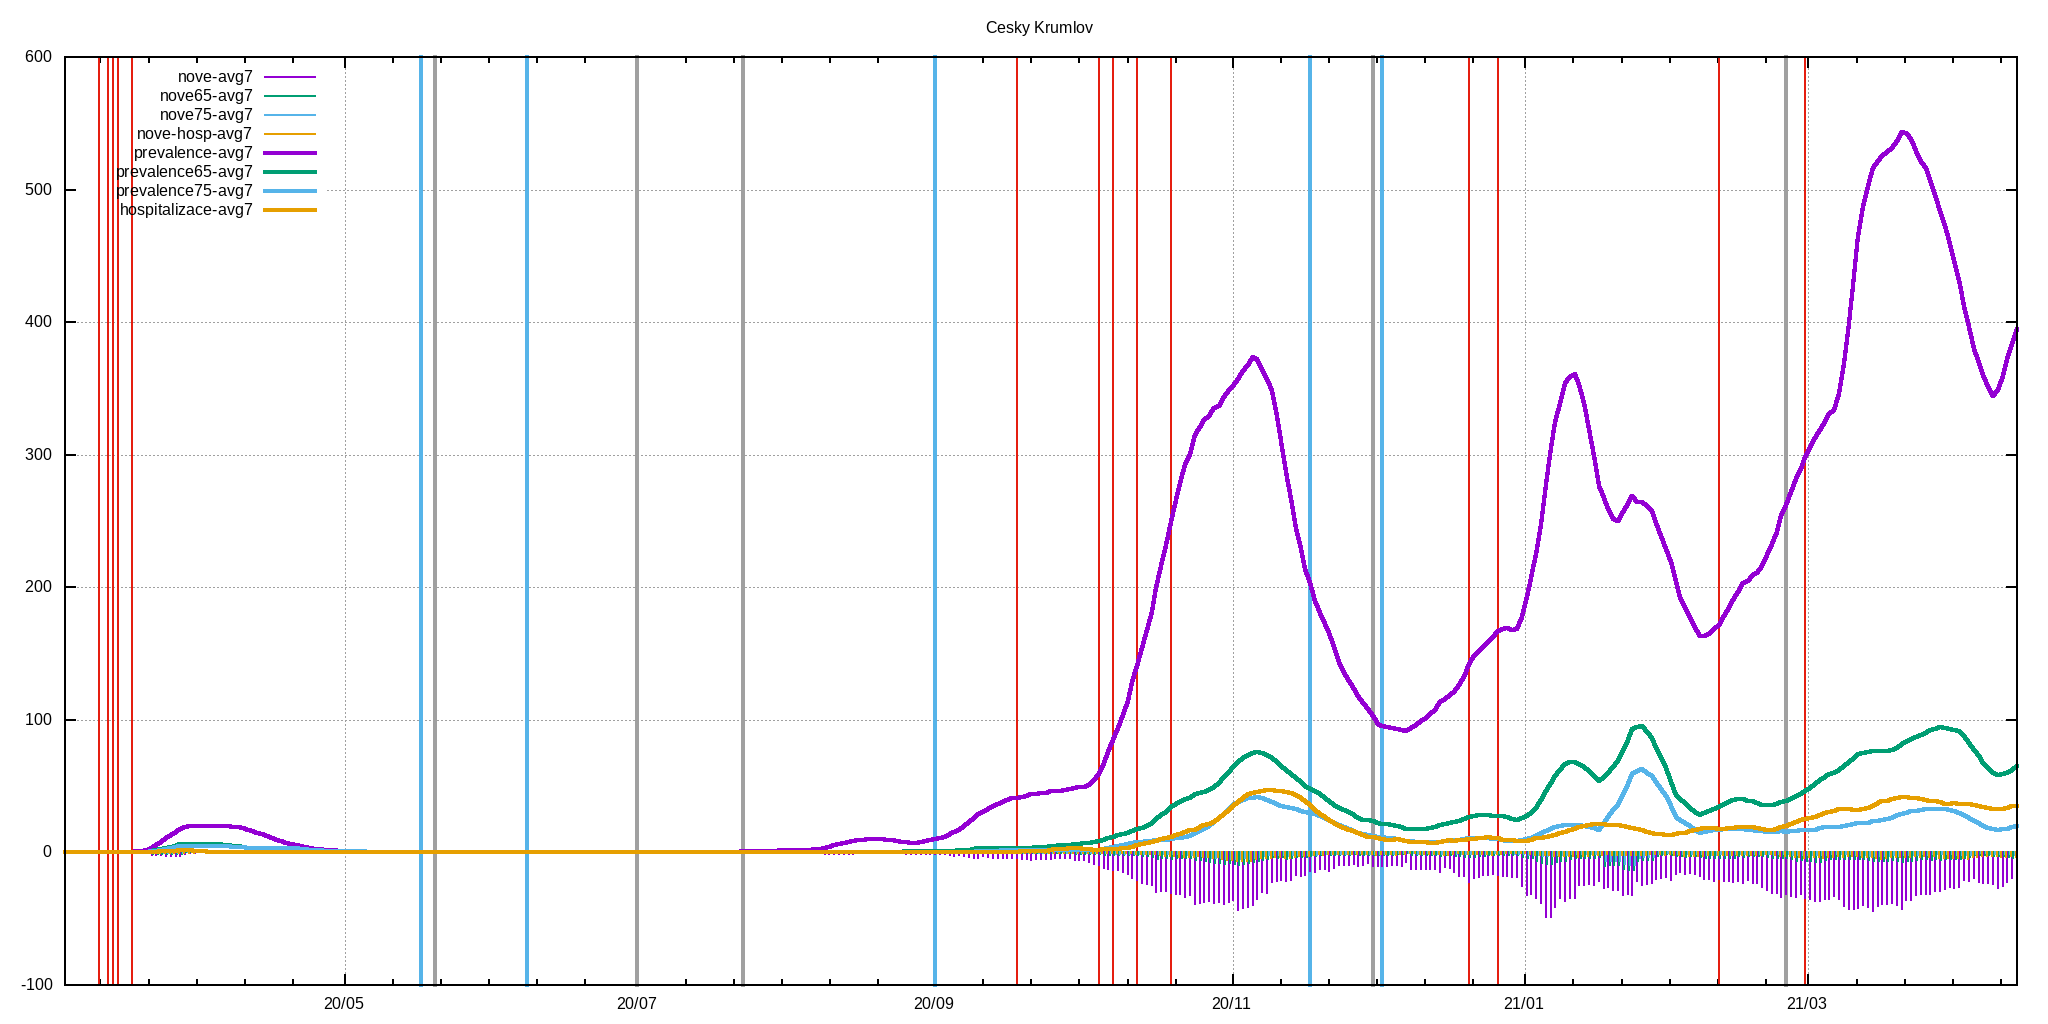 Cesky Krumlov
600
500
400
300
200
100
0
-100
nove-avg7
nove65-avg7
nove75-avg7
nove-hosp-avg7
prevalence-avg7
prevalence65-avg7
prevalence75-avg7
hospitalizace-avg7
20/05 20/07 20/09 20/11 21/01 21/03